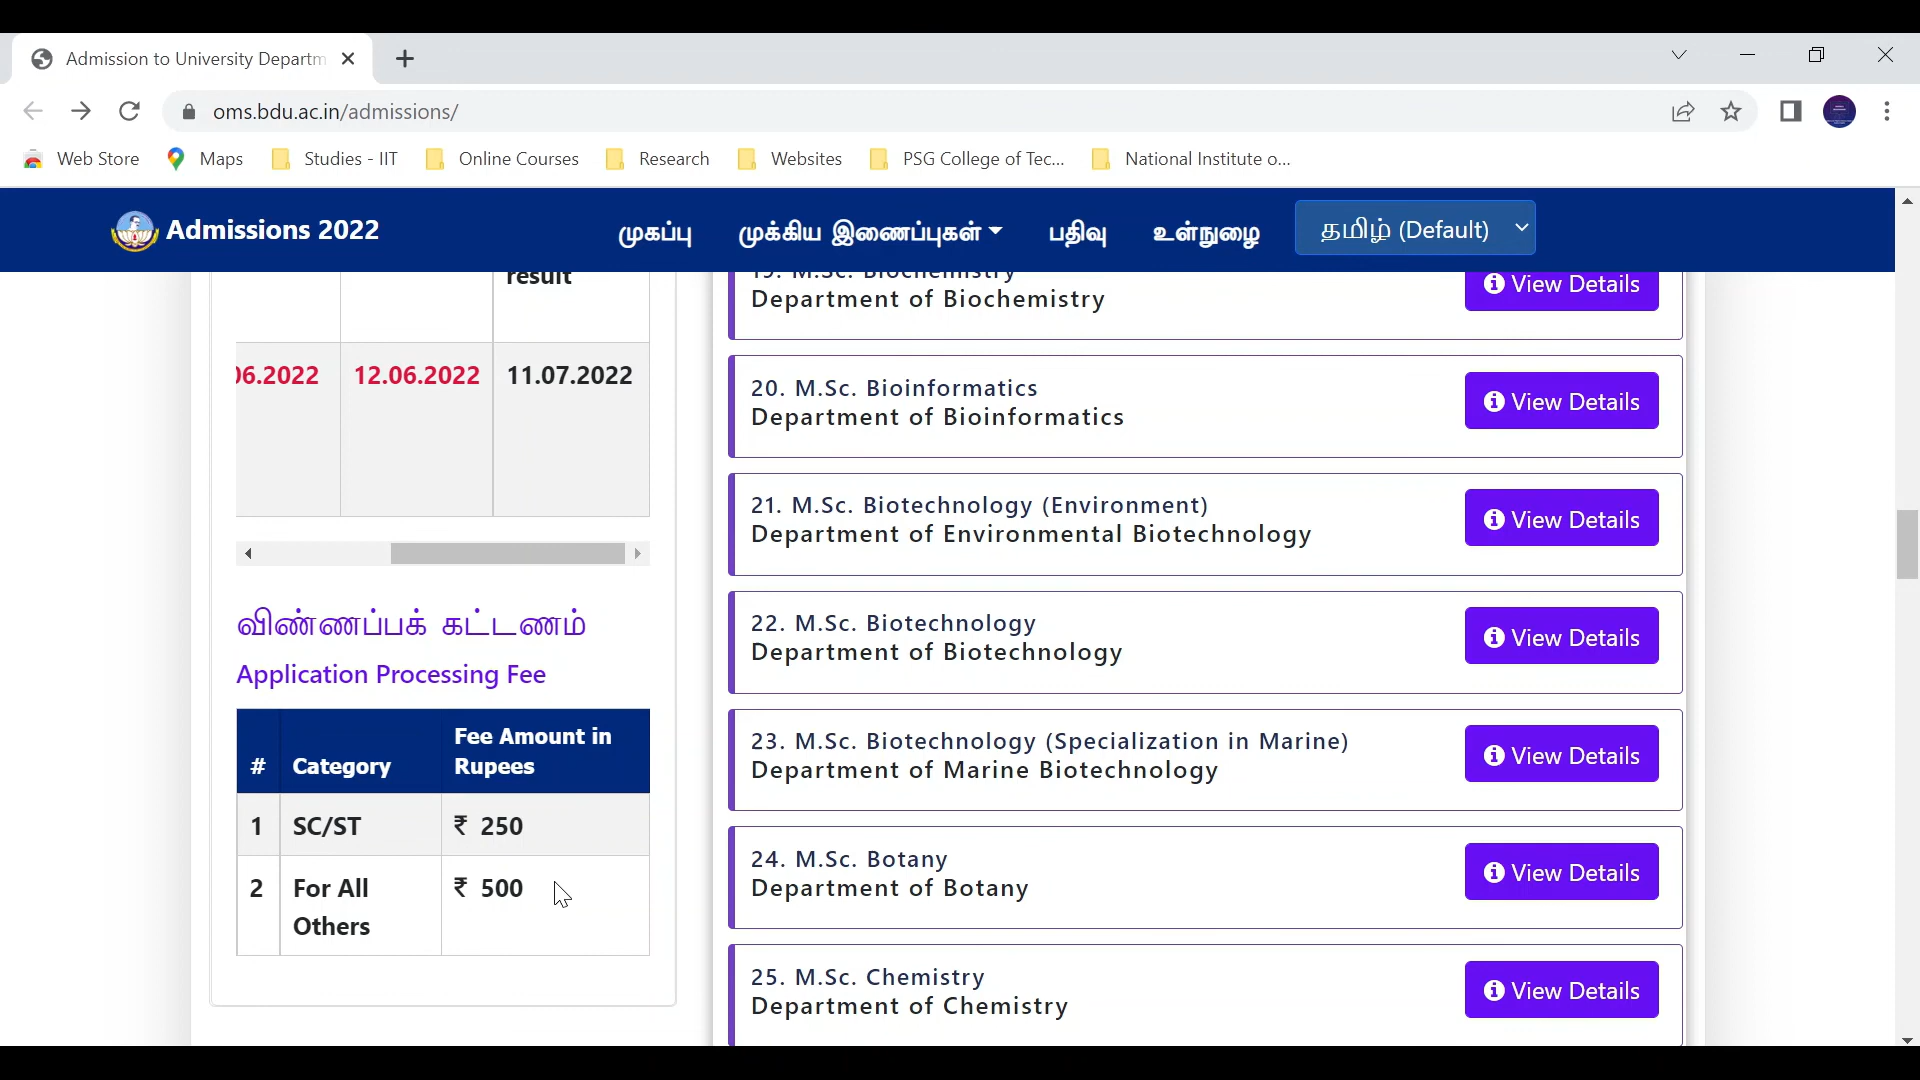 Admission to University Departm
oms.bdu.ac.in/admissions/
Web Store Maps Studies - IIT Online Courses Research Websites PSG College of Tec... National Institute o...
Admissions 2022 முகப்பு முக்கிய இணைப்புகள் பதிவு உள்நுழை தமிழ் (Default)
result
06.2022 12.06.2022 11.07.2022
விண்ணப்பக் கட்டணம்
Application Processing Fee
# Category Fee Amount in Rupees
1 SC/ST ₹ 250
2 For All Others ₹ 500
19. M.Sc. Biochemistry
Department of Biochemistry
View Details
20. M.Sc. Bioinformatics
Department of Bioinformatics
View Details
21. M.Sc. Biotechnology (Environment)
Department of Environmental Biotechnology
View Details
22. M.Sc. Biotechnology
Department of Biotechnology
View Details
23. M.Sc. Biotechnology (Specialization in Marine)
Department of Marine Biotechnology
View Details
24. M.Sc. Botany
Department of Botany
View Details
25. M.Sc. Chemistry
Department of Chemistry
View Details